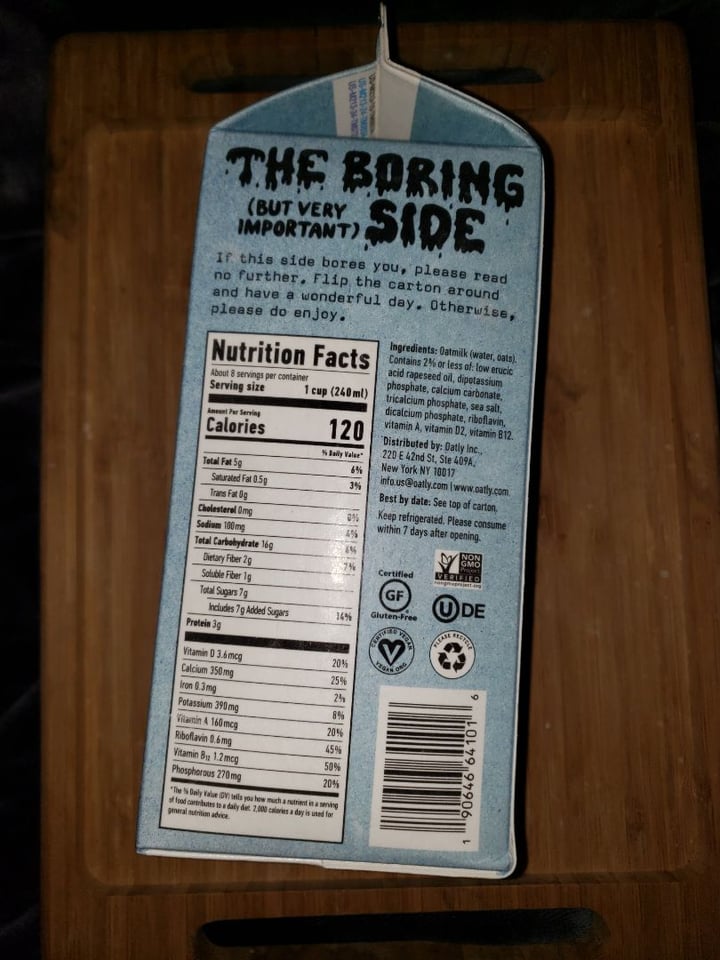 THE BORING
(BUT VERY
IMPORTANT) SIDE
If this side bores you, please read
no further. Flip the carton around
and have a wonderful day. Otherwise,
please do enjoy.
Nutrition Facts
About 8 servings per container
Serving size 1 cup (240ml)
Amount Per Serving
Calories 120
% Daily Value*
Total Fat 5g 6%
Saturated Fat 0.5g 3%
Trans Fat 0g
Cholesterol 0mg 0%
Sodium 100mg 4%
Total Carbohydrate 16g 6%
Dietary Fiber 2g 7%
Soluble Fiber 1g
Total Sugars 7g
Includes 7g Added Sugars 14%
Protein 3g
Vitamin D 3.6mcg 20%
Calcium 350mg 25%
Iron 0.3mg 2%
Potassium 390mg 8%
Vitamin A 160mcg 20%
Riboflavin 0.6mg 45%
Vitamin B12 1.2mcg 50%
Phosphorous 270mg 20%
*The % Daily Value (DV) tells you how much a nutrient in a serving
of food contributes to a daily diet. 2,000 calories a day is used for
general nutrition advice.
Ingredients: Oatmilk (water, oats).
Contains 2% or less of: low erucic
acid rapeseed oil, dipotassium
phosphate, calcium carbonate,
tricalcium phosphate, sea salt,
dicalcium phosphate, riboflavin,
vitamin A, vitamin D2, vitamin B12.
Distributed by: Oatly Inc.,
220 E 42nd St, Ste 409A,
New York NY 10017
info.us@oatly.com | www.oatly.com
Best by date: See top of carton.
Keep refrigerated. Please consume
within 7 days after opening.
NON
GMO
Project
VERIFIED
nongmoproject.org
Certified
GF
Gluten-Free
U DE
CERTIFIED VEGAN
VEGAN.ORG
PLEASE RECYCLE
1 90646 64101 6